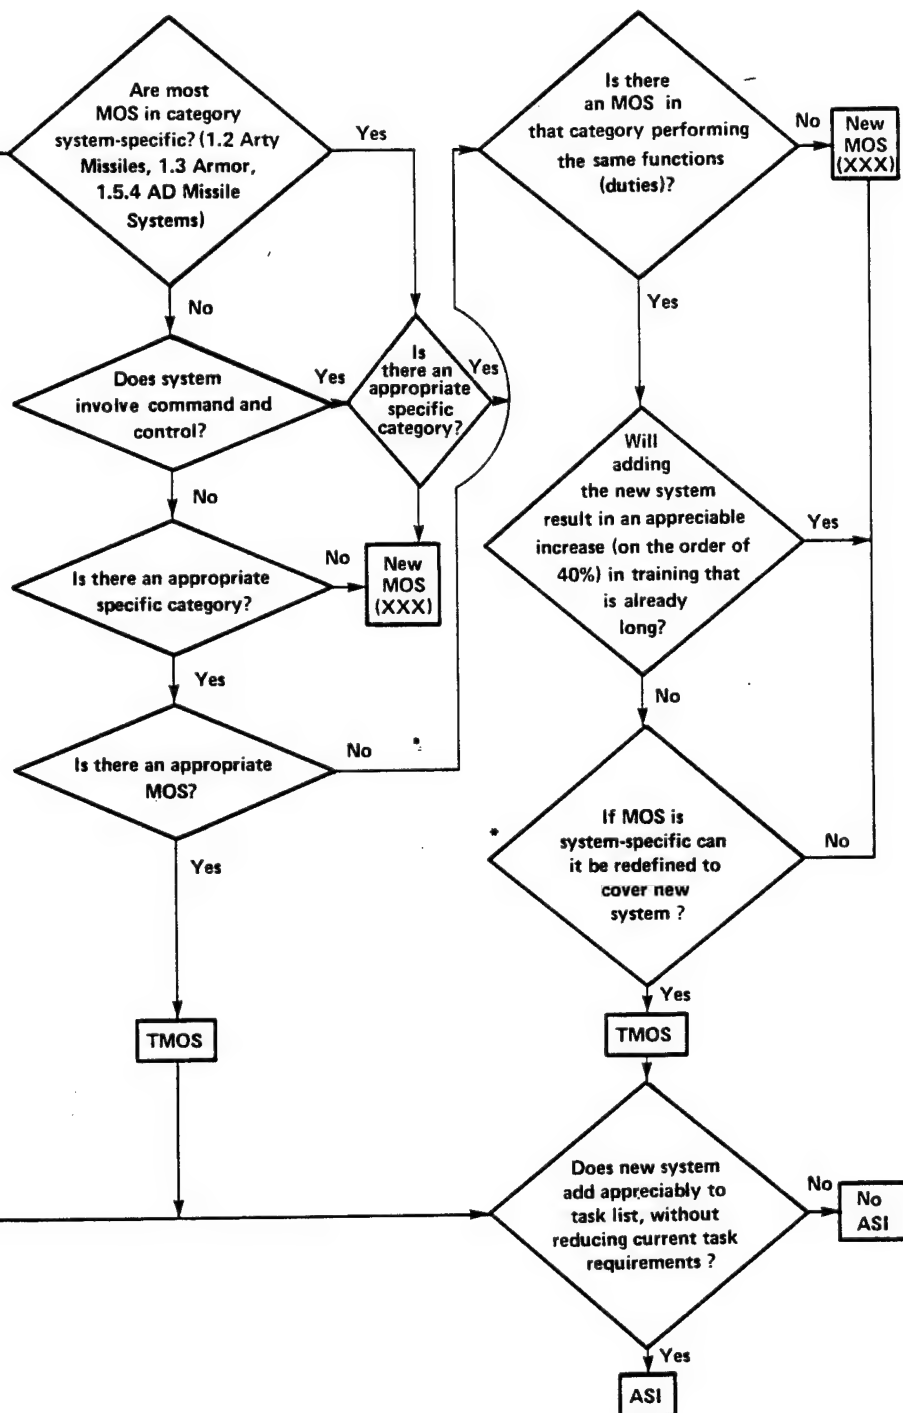 Are most
MOS in category
system-specific? (1.2 Arty
Missiles, 1.3 Armor,
1.5.4 AD Missile
Systems)
Yes
No
Does system
involve command and
control?
Yes
No
Is
there an
appropriate
specific
category?
Yes
New
MOS
(XXX)
Is there an appropriate
specific category?
No
Yes
Is there an appropriate
MOS?
No
Yes
TMOS
Is there
an MOS in
that category performing
the same functions
(duties)?
No
New
MOS
(XXX)
Yes
Will
adding
the new system
result in an appreciable
increase (on the order of
40%) in training that
is already
long?
Yes
No
*
If MOS is
system-specific can
it be redefined to
cover new
system ?
No
Yes
TMOS
Does new system
add appreciably to
task list, without
reducing current task
requirements ?
No
No
ASI
Yes
ASI